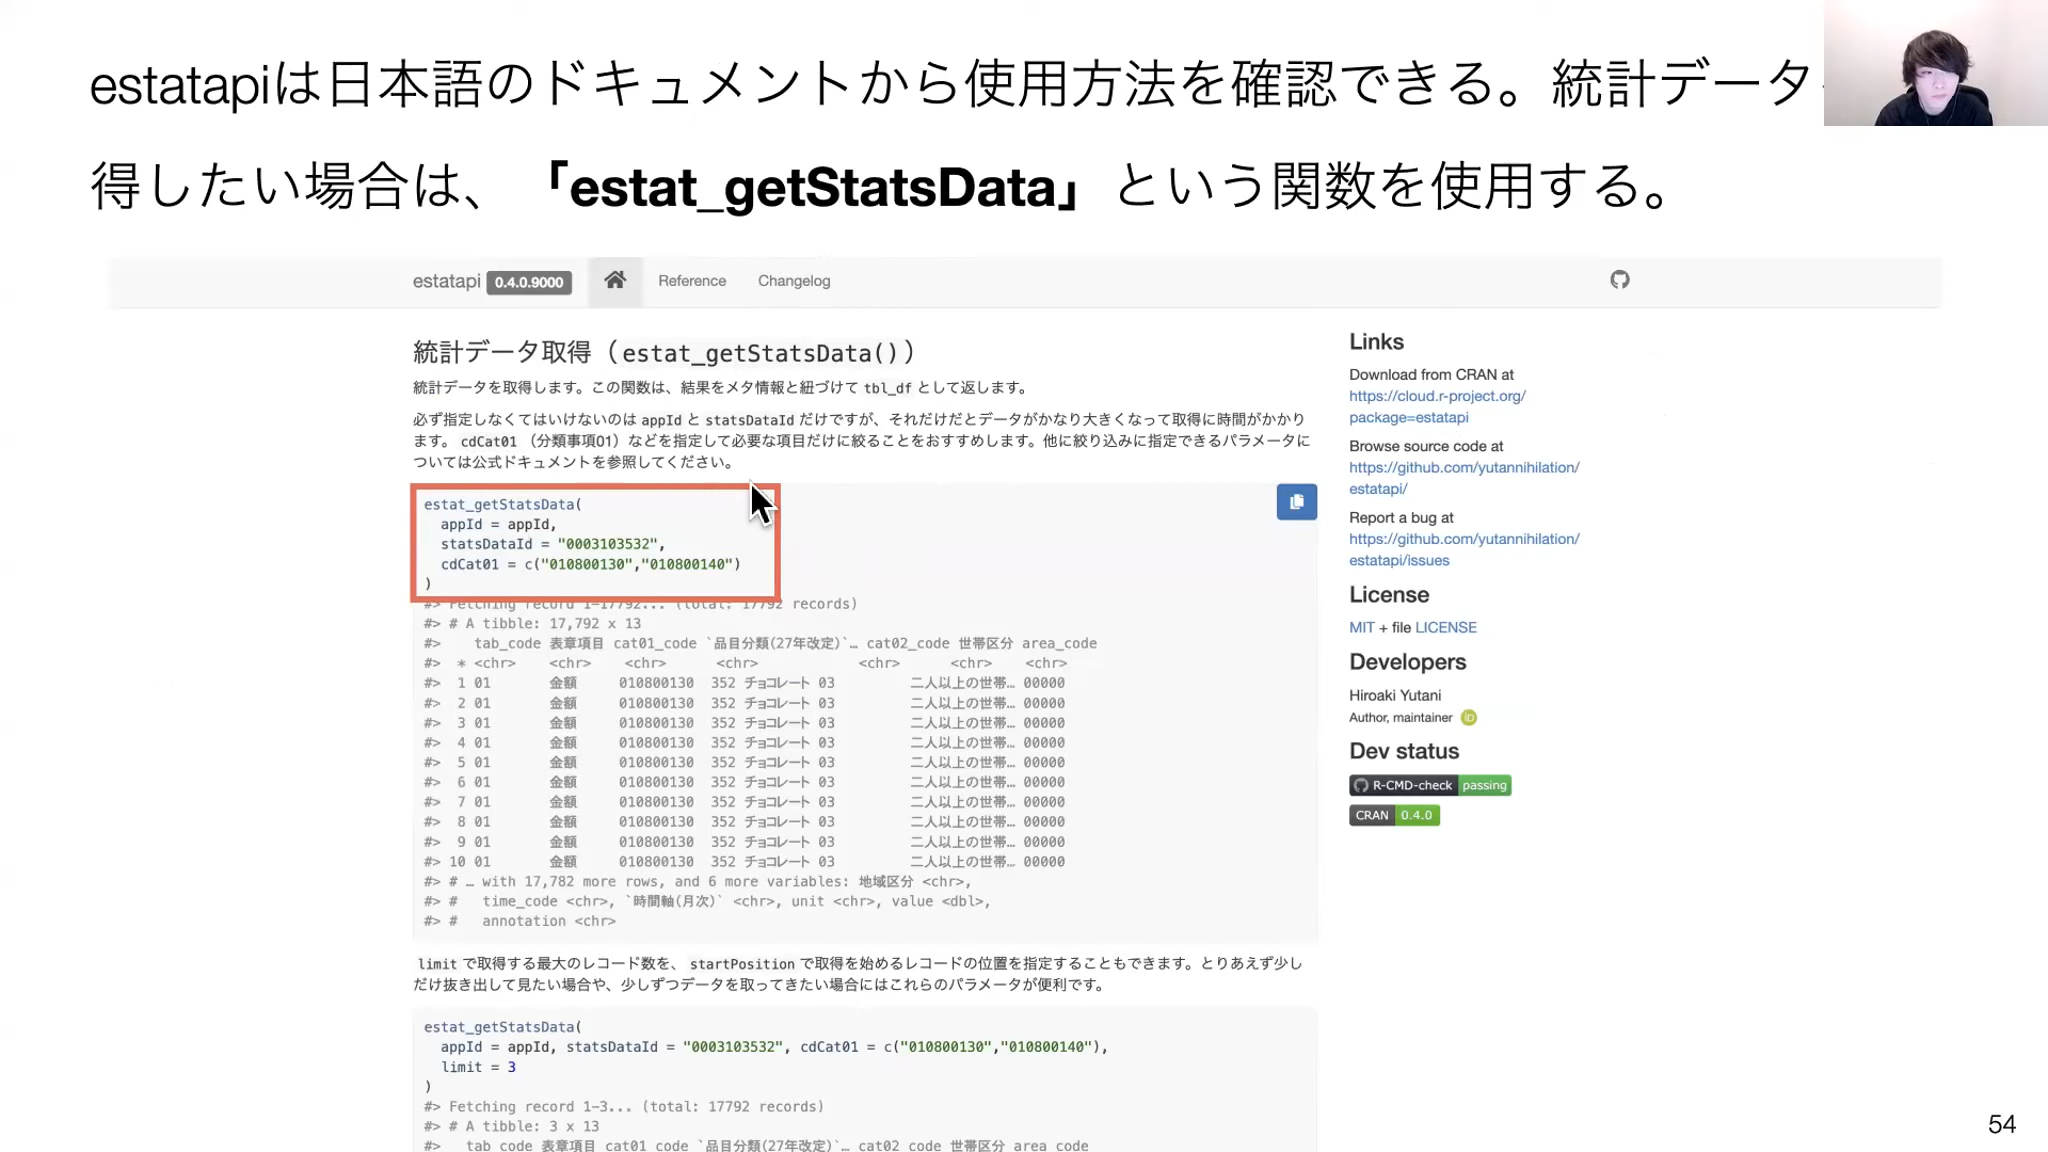 estatapiは日本語のドキュメントから使用方法を確認できる。統計データ
得したい場合は、「estat_getStatsData」という関数を使用する。
estatapi 0.4.0.9000 Reference Changelog
統計データ取得（estat_getStatsData()）
統計データを取得します。この関数は、結果をメタ情報と紐づけて tbl_df として返します。
必ず指定しなくてはいけないのは appId と statsDataId だけですが、それだけだとデータがかなり大きくなって取得に時間がかかり
ます。 cdCat01 （分類事項01）などを指定して必要な項目だけに絞ることをおすすめします。他に絞り込みに指定できるパラメータに
ついては公式ドキュメントを参照してください。
estat_getStatsData(
appId = appId,
statsDataId = "0003103532",
cdCat01 = c("010800130","010800140")
)
#> Fetching record 1-17792... (total: 17792 records)
#> # A tibble: 17,792 x 13
#> tab_code 表章項目 cat01_code `品目分類(27年改定)`… cat02_code 世帯区分 area_code
#> * <chr> <chr> <chr> <chr> <chr> <chr> <chr>
#> 1 01 金額 010800130 352 チョコレート 03 二人以上の世帯… 00000
#> 2 01 金額 010800130 352 チョコレート 03 二人以上の世帯… 00000
#> 3 01 金額 010800130 352 チョコレート 03 二人以上の世帯… 00000
#> 4 01 金額 010800130 352 チョコレート 03 二人以上の世帯… 00000
#> 5 01 金額 010800130 352 チョコレート 03 二人以上の世帯… 00000
#> 6 01 金額 010800130 352 チョコレート 03 二人以上の世帯… 00000
#> 7 01 金額 010800130 352 チョコレート 03 二人以上の世帯… 00000
#> 8 01 金額 010800130 352 チョコレート 03 二人以上の世帯… 00000
#> 9 01 金額 010800130 352 チョコレート 03 二人以上の世帯… 00000
#> 10 01 金額 010800130 352 チョコレート 03 二人以上の世帯… 00000
#> # … with 17,782 more rows, and 6 more variables: 地域区分 <chr>,
#> # time_code <chr>, `時間軸(月次)` <chr>, unit <chr>, value <dbl>,
#> # annotation <chr>
limit で取得する最大のレコード数を、 startPosition で取得を始めるレコードの位置を指定することもできます。とりあえず少し
だけ抜き出して見たい場合や、少しずつデータを取ってきたい場合にはこれらのパラメータが便利です。
estat_getStatsData(
appId = appId, statsDataId = "0003103532", cdCat01 = c("010800130","010800140"),
limit = 3
)
#> Fetching record 1-3... (total: 17792 records)
#> # A tibble: 3 x 13
#> tab_code 表章項目 cat01_code `品目分類(27年改定)`… cat02_code 世帯区分 area_code
Links
Download from CRAN at
https://cloud.r-project.org/
package=estatapi
Browse source code at
https://github.com/yutannihilation/
estatapi/
Report a bug at
https://github.com/yutannihilation/
estatapi/issues
License
MIT + file LICENSE
Developers
Hiroaki Yutani
Author, maintainer iD
Dev status
R-CMD-check passing
CRAN 0.4.0
54